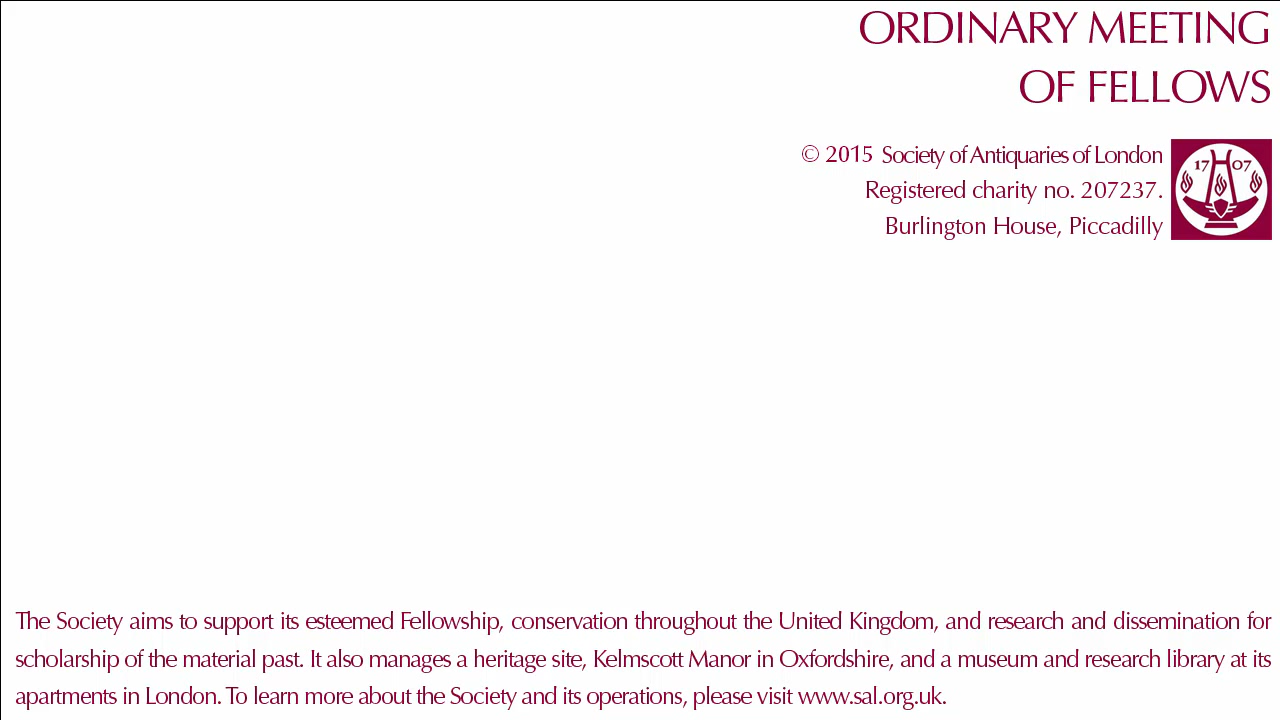 ORDINARY MEETING
OF FELLOWS
© 2015 Society of Antiquaries of London
Registered charity no. 207237.
Burlington House, Piccadilly
17 07
The Society aims to support its esteemed Fellowship, conservation throughout the United Kingdom, and research and dissemination for
scholarship of the material past. It also manages a heritage site, Kelmscott Manor in Oxfordshire, and a museum and research library at its
apartments in London. To learn more about the Society and its operations, please visit www.sal.org.uk.